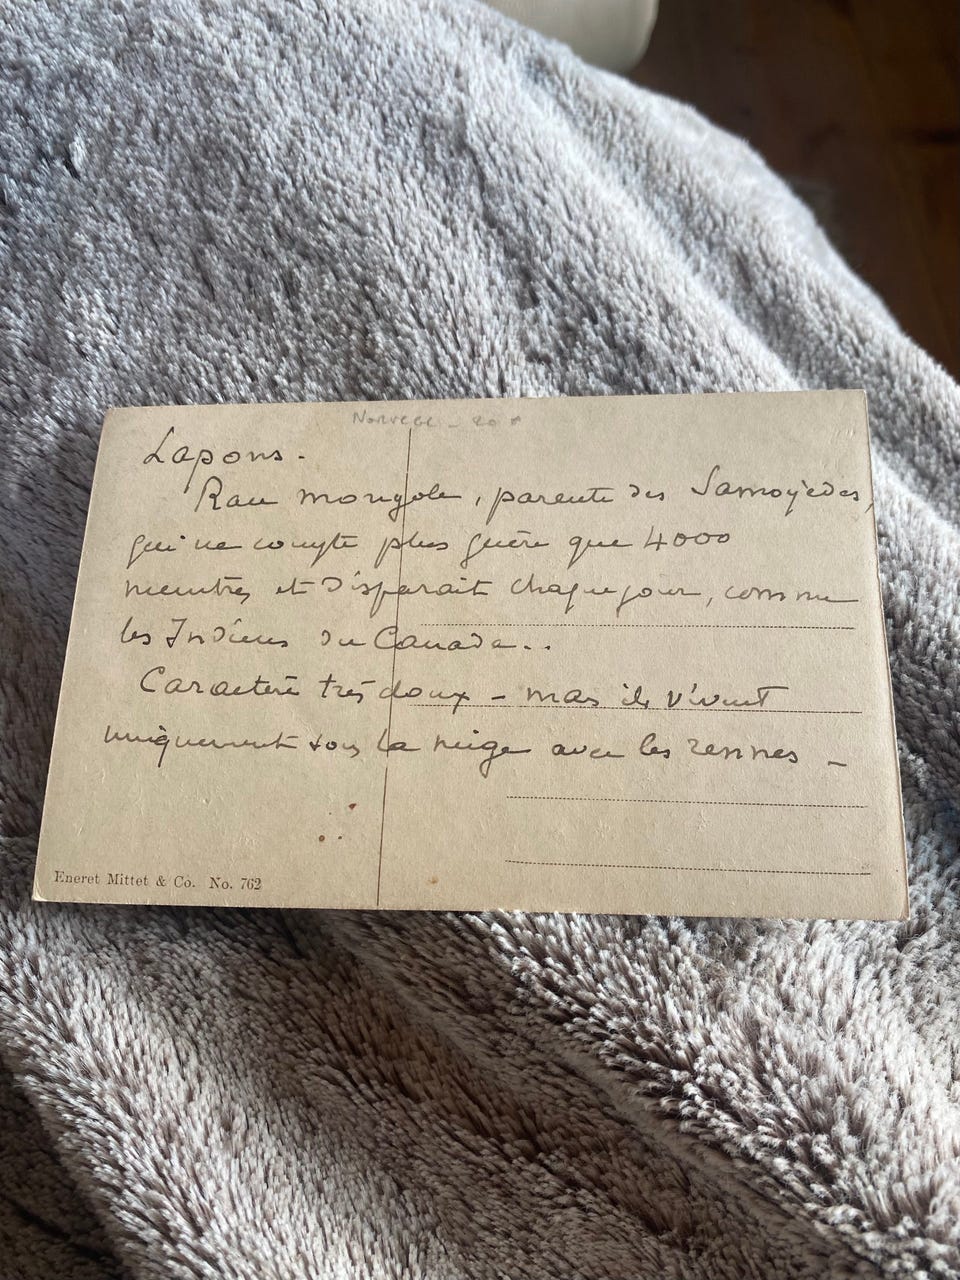 Norvege - 20 f
Lapons.
Race mongole, parente des Samoyèdes,
qui ne compte plus guère que 4000
membres et disparait chaque jour, comme
les Indiens du Canada..
Caractère très doux - mais ils vivent
uniquement sous la neige avec les rennes -
Eneret Mittet & Co. No. 762